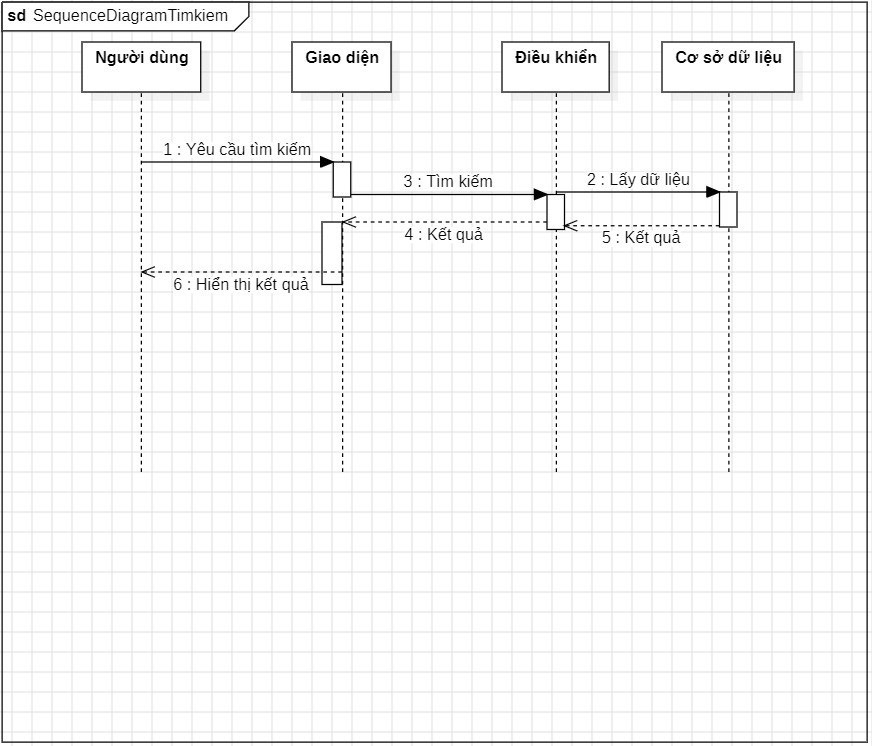 sd SequenceDiagramTimkiem
Người dùng
Giao diện
Điều khiển
Cơ sở dữ liệu
1 : Yêu cầu tìm kiếm
3 : Tìm kiếm
2 : Lấy dữ liệu
4 : Kết quả
5 : Kết quả
6 : Hiển thị kết quả